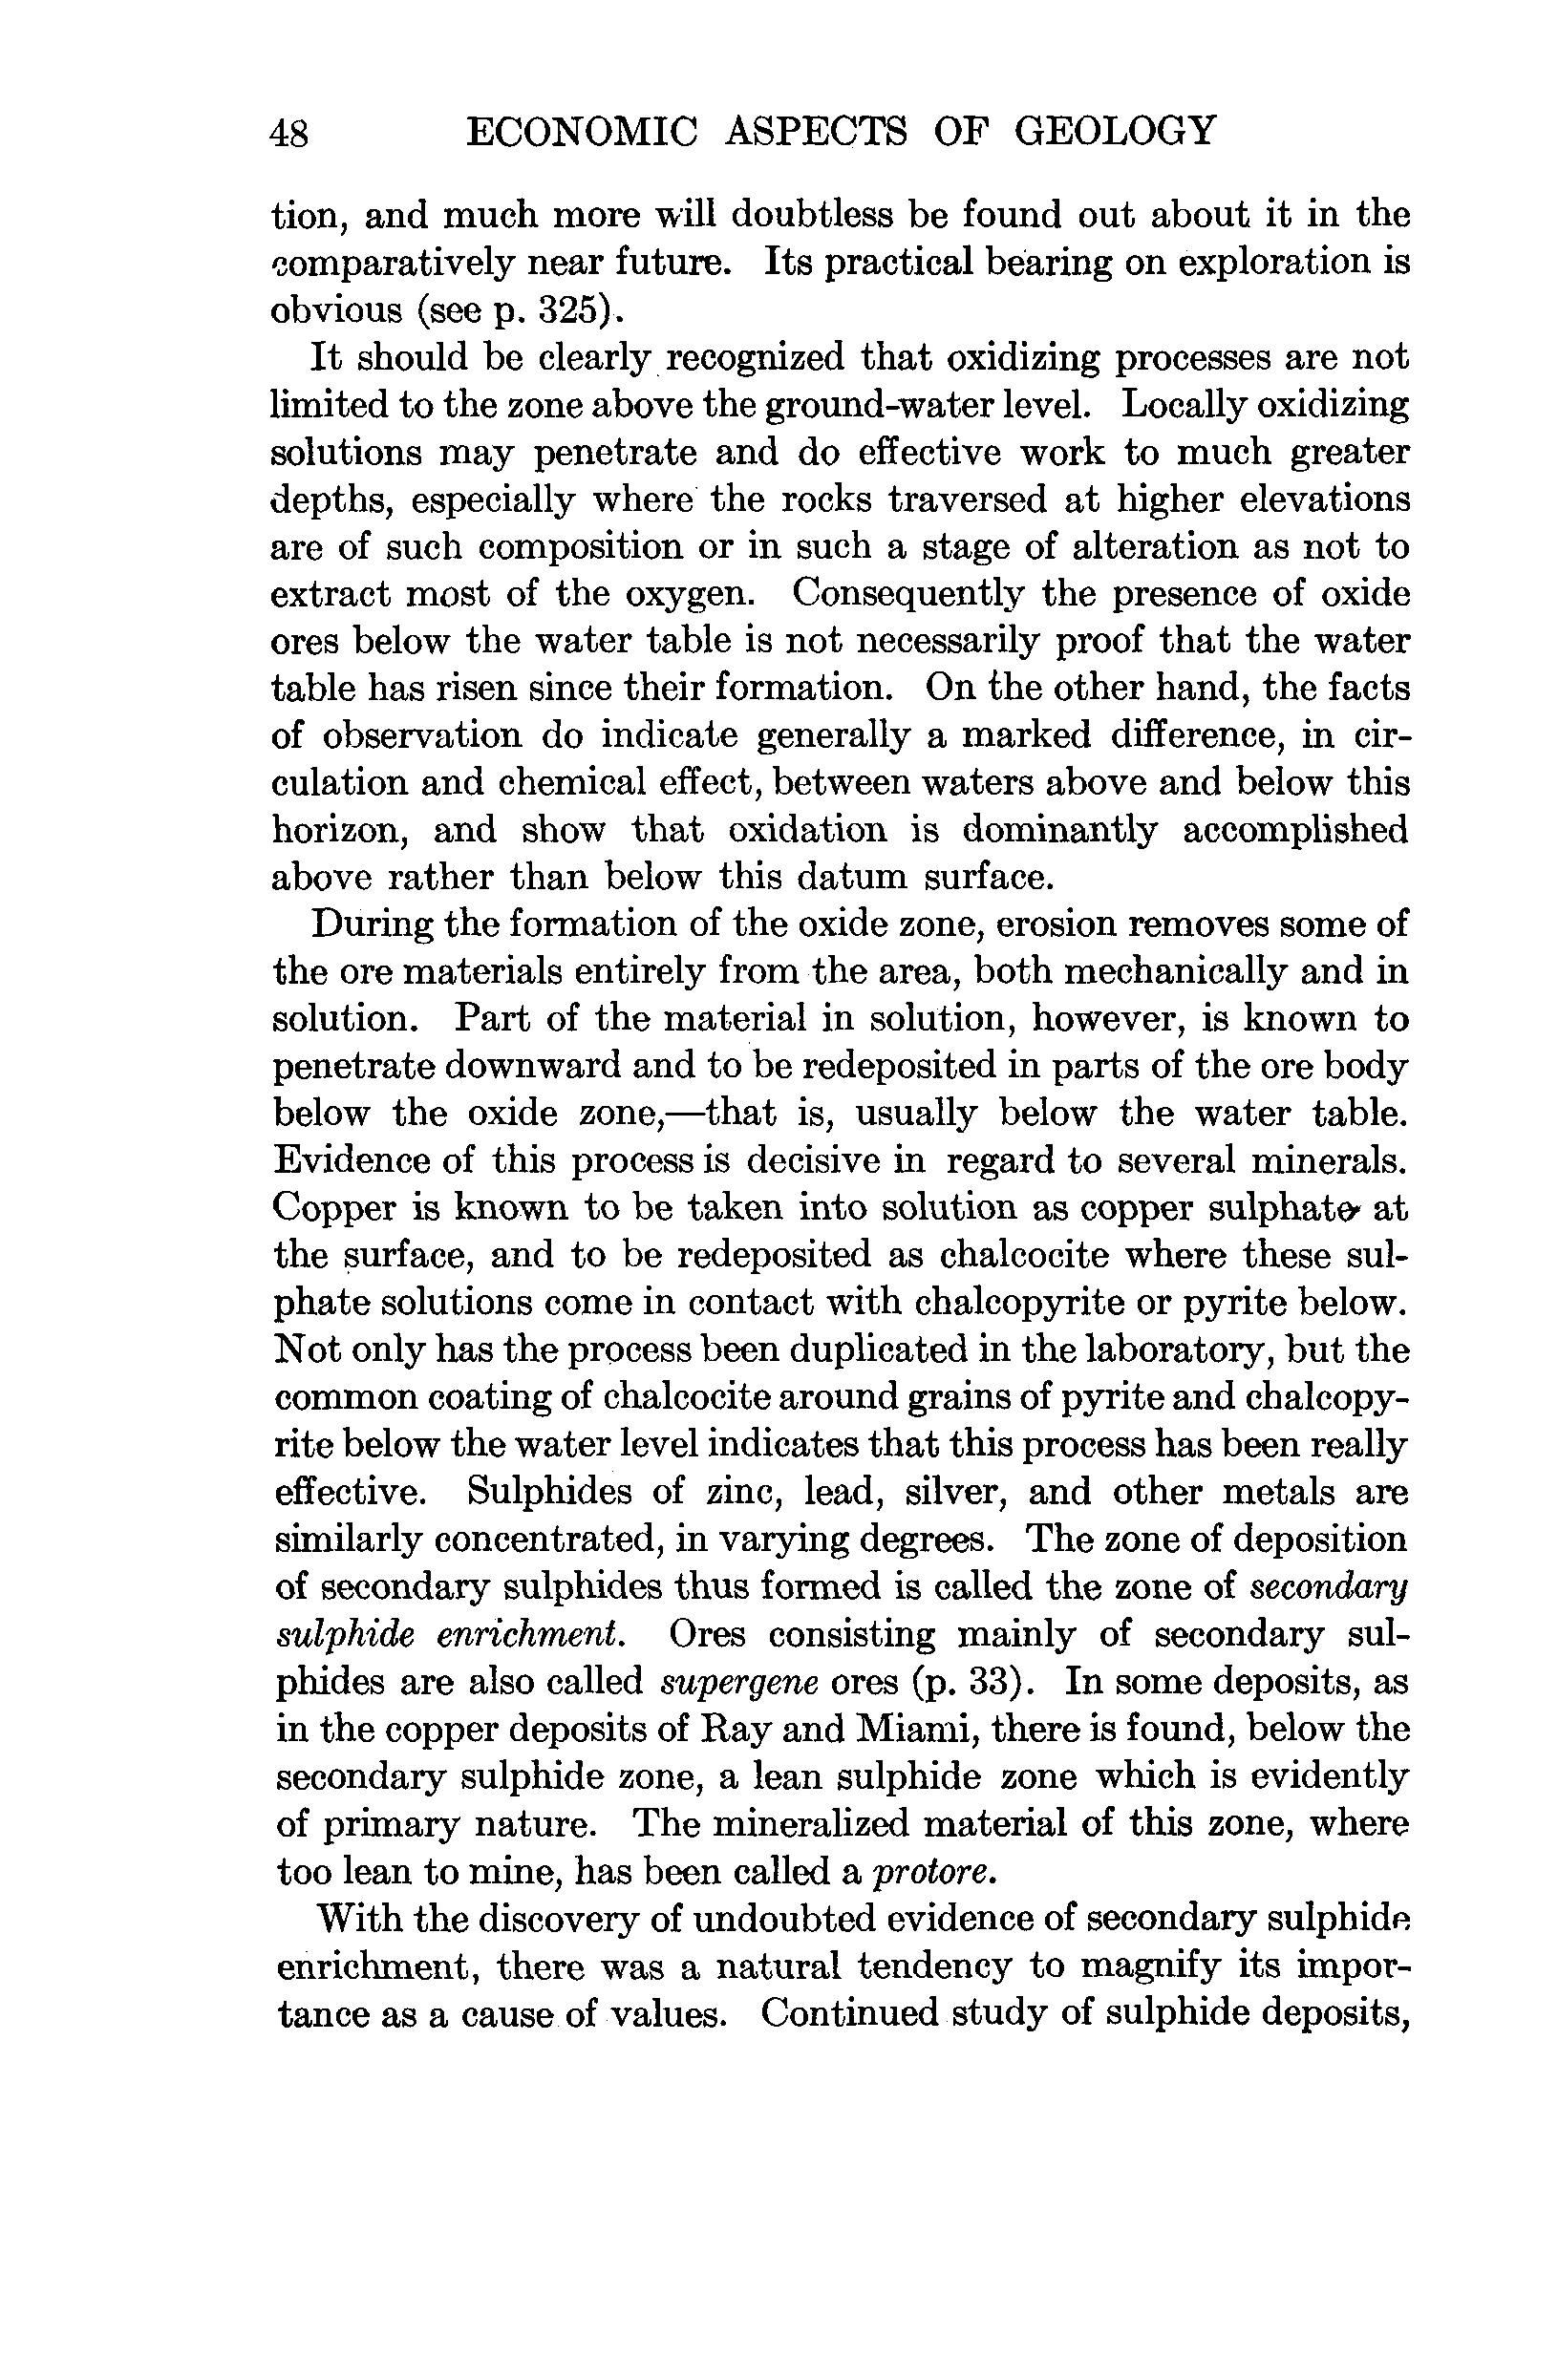 48 ECONOMIC ASPECTS OF GEOLOGY
tion, and much more will doubtless be found out about it in the
comparatively near future. Its practical bearing on exploration is
obvious (see p. 325).
It should be clearly recognized that oxidizing processes are not
limited to the zone above the ground-water level. Locally oxidizing
solutions may penetrate and do effective work to much greater
depths, especially where the rocks traversed at higher elevations
are of such composition or in such a stage of alteration as not to
extract most of the oxygen. Consequently the presence of oxide
ores below the water table is not necessarily proof that the water
table has risen since their formation. On the other hand, the facts
of observation do indicate generally a marked difference, in cir-
culation and chemical effect, between waters above and below this
horizon, and show that oxidation is dominantly accomplished
above rather than below this datum surface.
During the formation of the oxide zone, erosion removes some of
the ore materials entirely from the area, both mechanically and in
solution. Part of the material in solution, however, is known to
penetrate downward and to be redeposited in parts of the ore body
below the oxide zone,—that is, usually below the water table.
Evidence of this process is decisive in regard to several minerals.
Copper is known to be taken into solution as copper sulphate at
the surface, and to be redeposited as chalcocite where these sul-
phate solutions come in contact with chalcopyrite or pyrite below.
Not only has the process been duplicated in the laboratory, but the
common coating of chalcocite around grains of pyrite and chalcopy-
rite below the water level indicates that this process has been really
effective. Sulphides of zinc, lead, silver, and other metals are
similarly concentrated, in varying degrees. The zone of deposition
of secondary sulphides thus formed is called the zone of secondary
sulphide enrichment. Ores consisting mainly of secondary sul-
phides are also called supergene ores (p. 33). In some deposits, as
in the copper deposits of Ray and Miami, there is found, below the
secondary sulphide zone, a lean sulphide zone which is evidently
of primary nature. The mineralized material of this zone, where
too lean to mine, has been called a protore.
With the discovery of undoubted evidence of secondary sulphide
enrichment, there was a natural tendency to magnify its impor-
tance as a cause of values. Continued study of sulphide deposits,